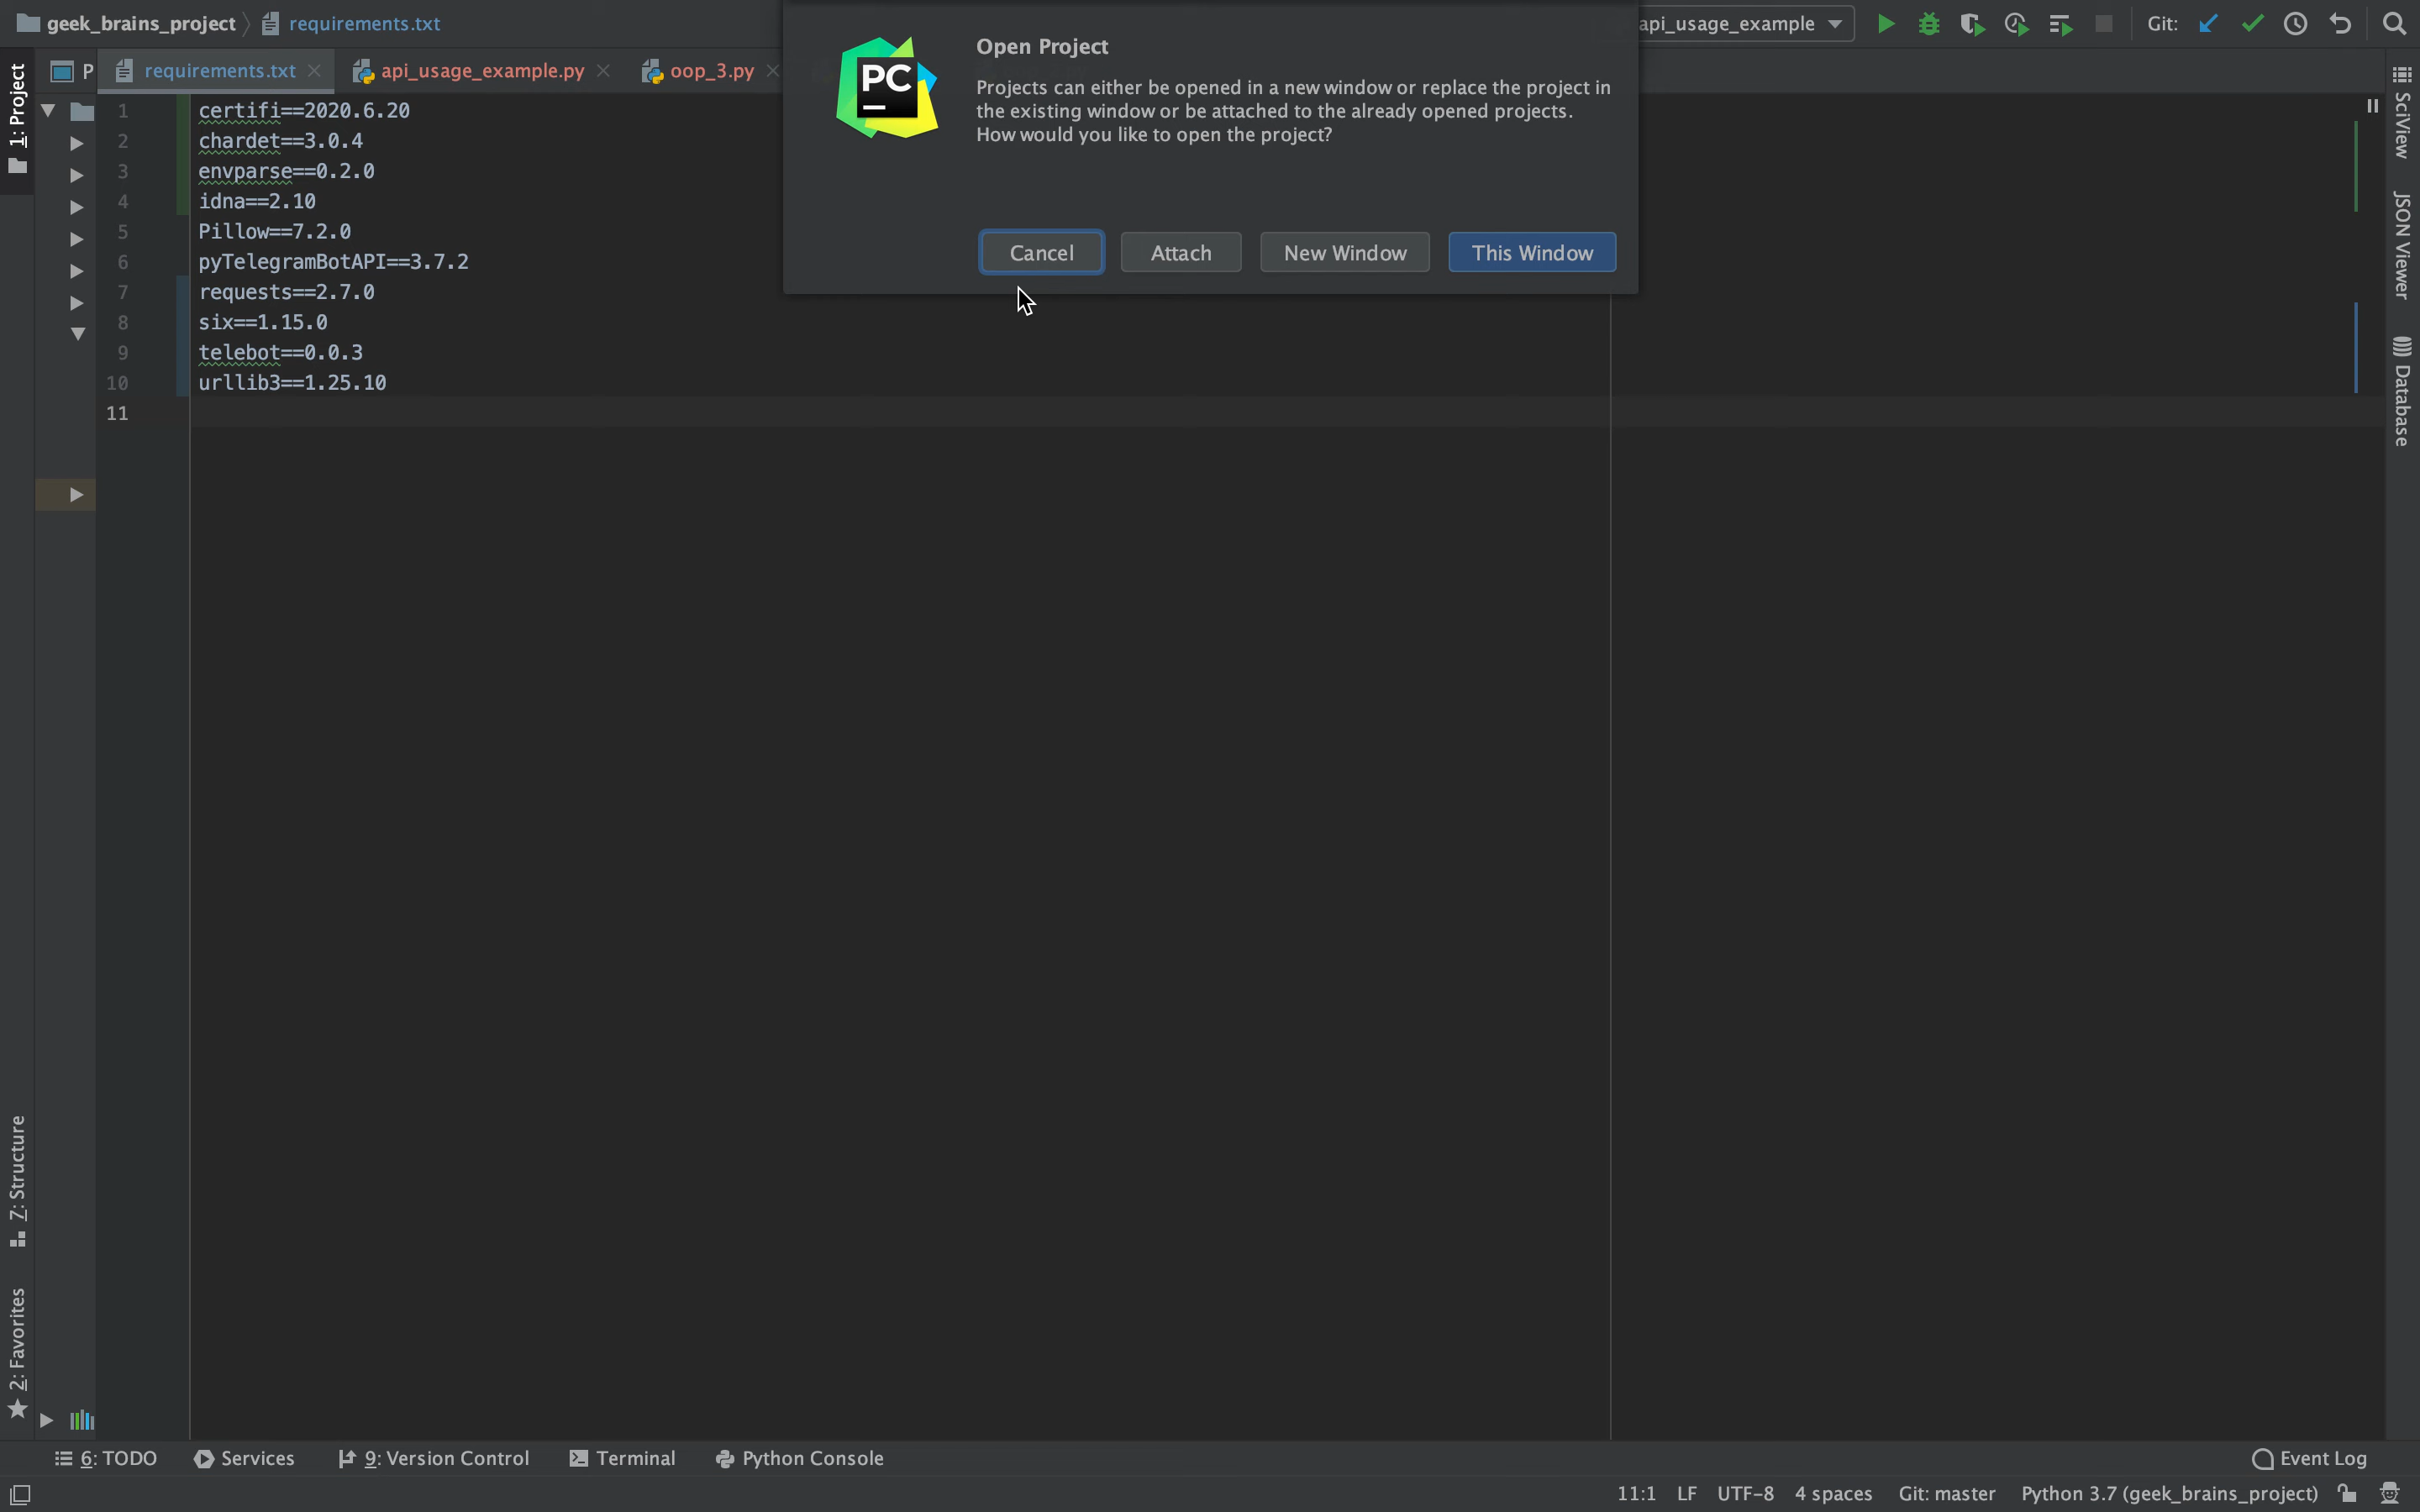 geek_brains_project requirements.txt
api_usage_example
Git:
P requirements.txt api_usage_example.py oop_3.py
1: Project
PC
Open Project
Projects can either be opened in a new window or replace the project in
the existing window or be attached to the already opened projects.
How would you like to open the project?
Cancel Attach New Window This Window
1 certifi==2020.6.20
2 chardet==3.0.4
3 envparse==0.2.0
4 idna==2.10
5 Pillow==7.2.0
6 pyTelegramBotAPI==3.7.2
7 requests==2.7.0
8 six==1.15.0
9 telebot==0.0.3
10 urllib3==1.25.10
11
SciView
JSON Viewer
Database
7: Structure
2: Favorites
6: TODO Services 9: Version Control Terminal Python Console Event Log
11:1 LF UTF-8 4 spaces Git: master Python 3.7 (geek_brains_project)